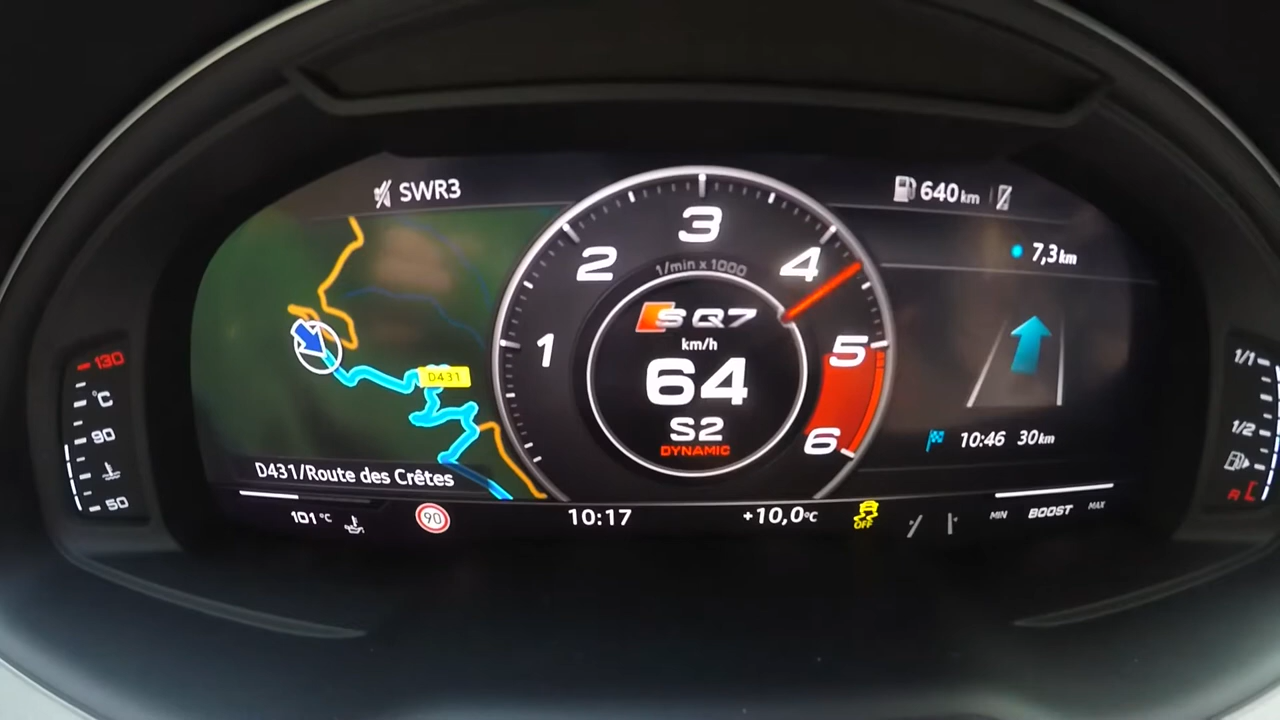 SWR3
640 km
7,3 km
1
2
3
4
5
6
1/min x 1000
S Q7
km/h
64
S2
DYNAMIC
D431
D431/Route des Crêtes
10:46 30 km
130
°C
90
50
1/1
1/2
R
101 °C
90
10:17
+10,0 °C
OFF
MIN BOOST MAX